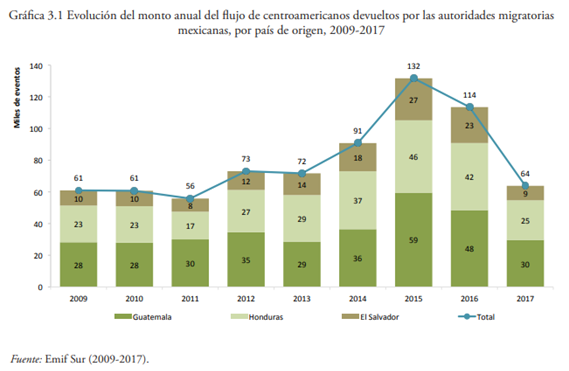 Gráfica 3.1 Evolución del monto anual del flujo de centroamericanos devueltos por las autoridades migratorias
mexicanas, por país de origen, 2009-2017
Miles de eventos
140
120
100
80
60
40
20
0
61 61 56 73 72 91 132 114 64
10 10 8 12 14 18 27 23 9
23 23 17 27 29 37 46 42 25
28 28 30 35 29 36 59 48 30
2009 2010 2011 2012 2013 2014 2015 2016 2017
Guatemala Honduras El Salvador Total
Fuente: Emif Sur (2009-2017).